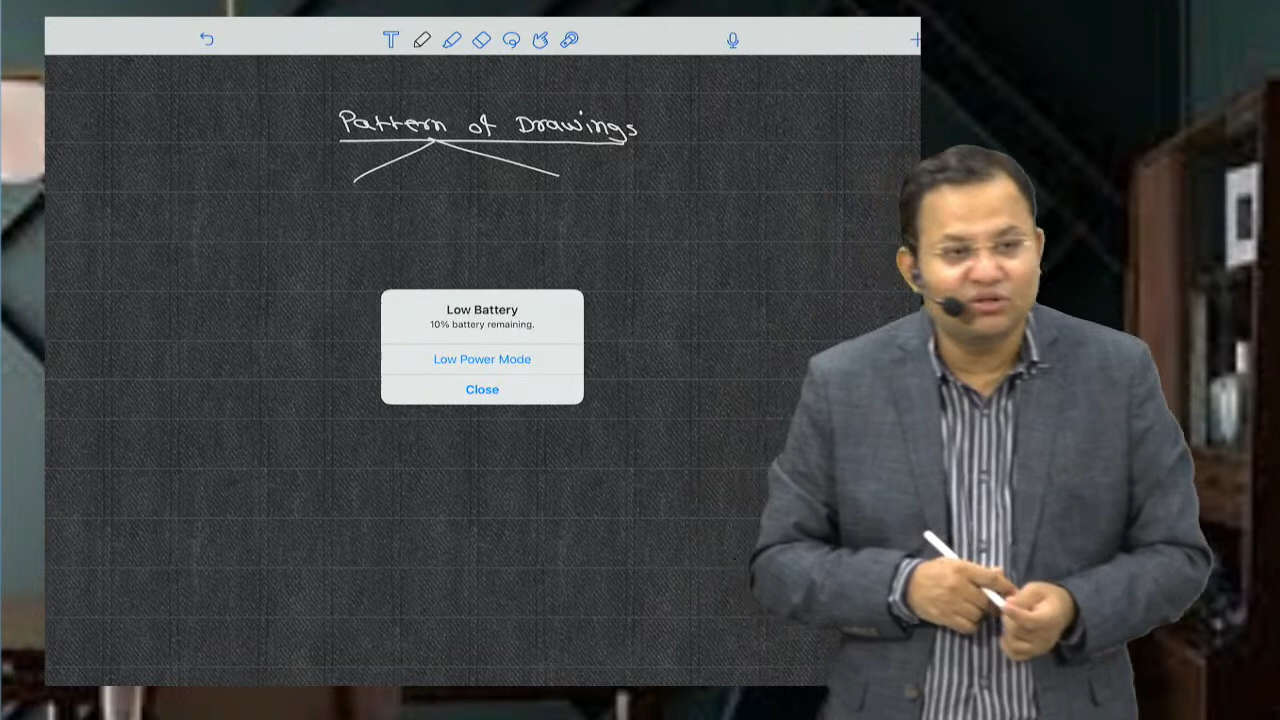 Pattern of Drawings
Low Battery
10% battery remaining.
Low Power Mode
Close